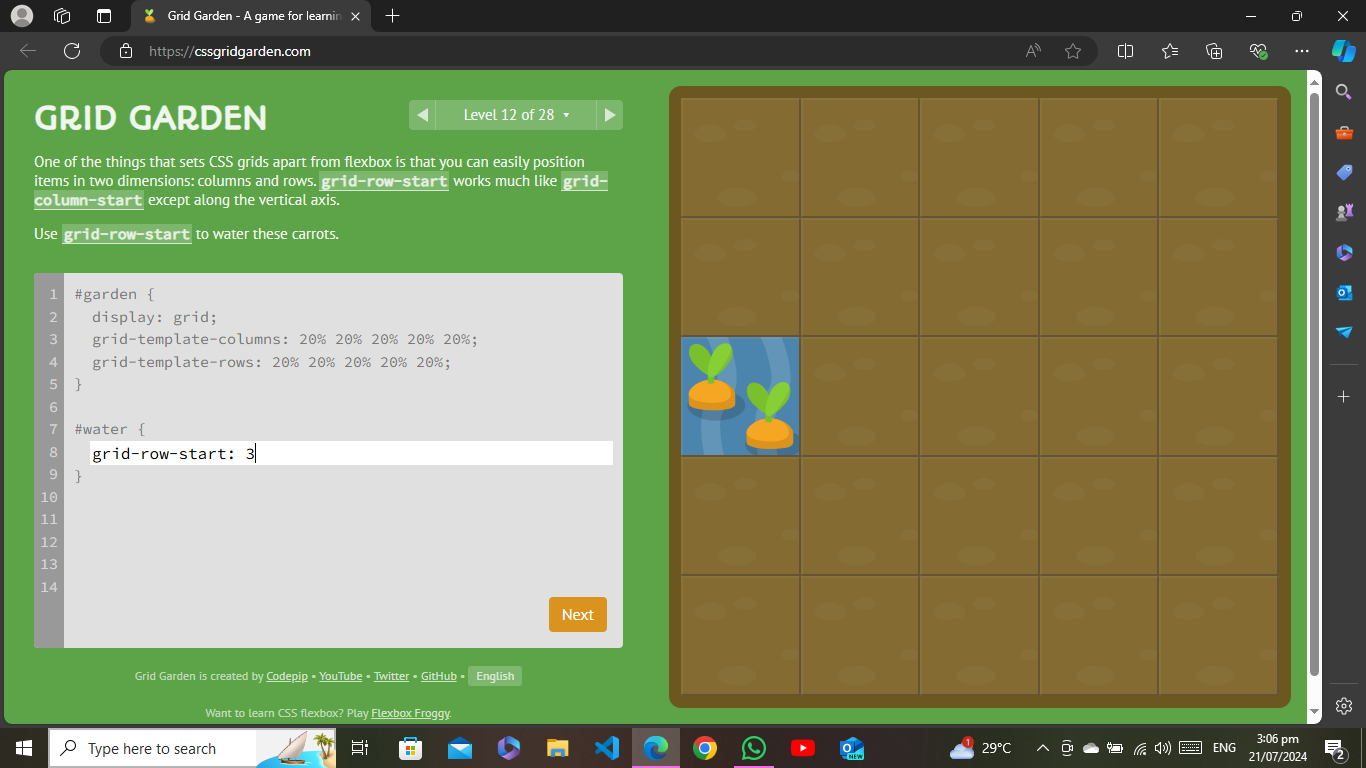 Grid Garden - A game for learnin
https://cssgridgarden.com
GRID GARDEN
Level 12 of 28
One of the things that sets CSS grids apart from flexbox is that you can easily position
items in two dimensions: columns and rows. grid-row-start works much like grid-
column-start except along the vertical axis.
Use grid-row-start to water these carrots.
1 #garden {
2 display: grid;
3 grid-template-columns: 20% 20% 20% 20% 20%;
4 grid-template-rows: 20% 20% 20% 20% 20%;
5 }
6
7 #water {
8 grid-row-start: 3
9 }
10
11
12
13
14
Next
Grid Garden is created by Codepip • YouTube • Twitter • GitHub • English
Want to learn CSS flexbox? Play Flexbox Froggy.
Type here to search
NEW
1
29°C
ENG
3:06 pm
21/07/2024
2